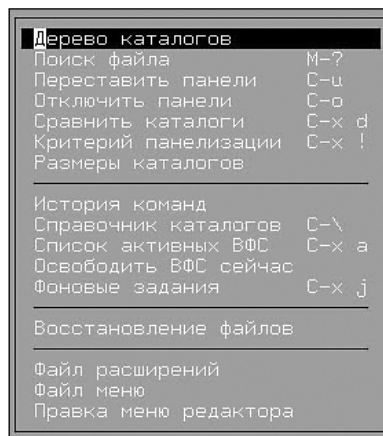 Дерево каталогов
Поиск файла M-?
Переставить панели C-u
Отключить панели C-o
Сравнить каталоги C-x d
Критерий панелизации C-x !
Размеры каталогов
История команд
Справочник каталогов C-\
Список активных ВФС C-x a
Освободить ВФС сейчас
Фоновые задания C-x j
Восстановление файлов
Файл расширений
Файл меню
Правка меню редактора